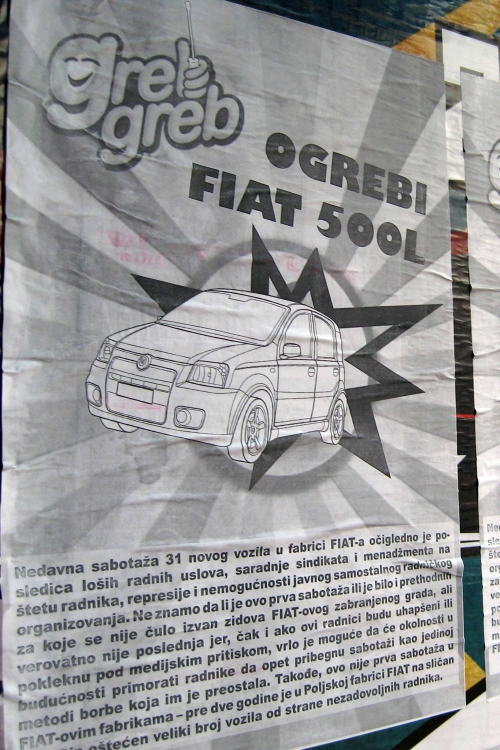 greb
greb
OGREBI
FIAT 500L
Nedavna sabotaža 31 novog vozila u fabrici FIAT-a očigledno je po-
sledica loših radnih uslova, saradnje sindikata i menadžmenta na
štetu radnika, represije i nemogućnosti javnog samostalnog radničkog
organizovanja. Ne znamo da li je ovo prva sabotaža ili je bilo i prethodnih
za koje se nije čulo izvan zidova FIAT-ovog zabranjenog grada, ali
verovatno nije poslednja jer, čak i ako ovi radnici budu uhapšeni ili
pokleknu pod medijskim pritiskom, vrlo je moguće da će okolnosti u
budućnosti primorati radnike da opet pribegnu sabotaži kao jedinoj
metodi borbe koja im je preostala. Takođe, ovo nije prva sabotaža u
FIAT-ovim fabrikama – pre dve godine je u Poljskoj fabrici FIAT na sličan
oštećen veliki broj vozila od strane nezadovoljnih radnika.